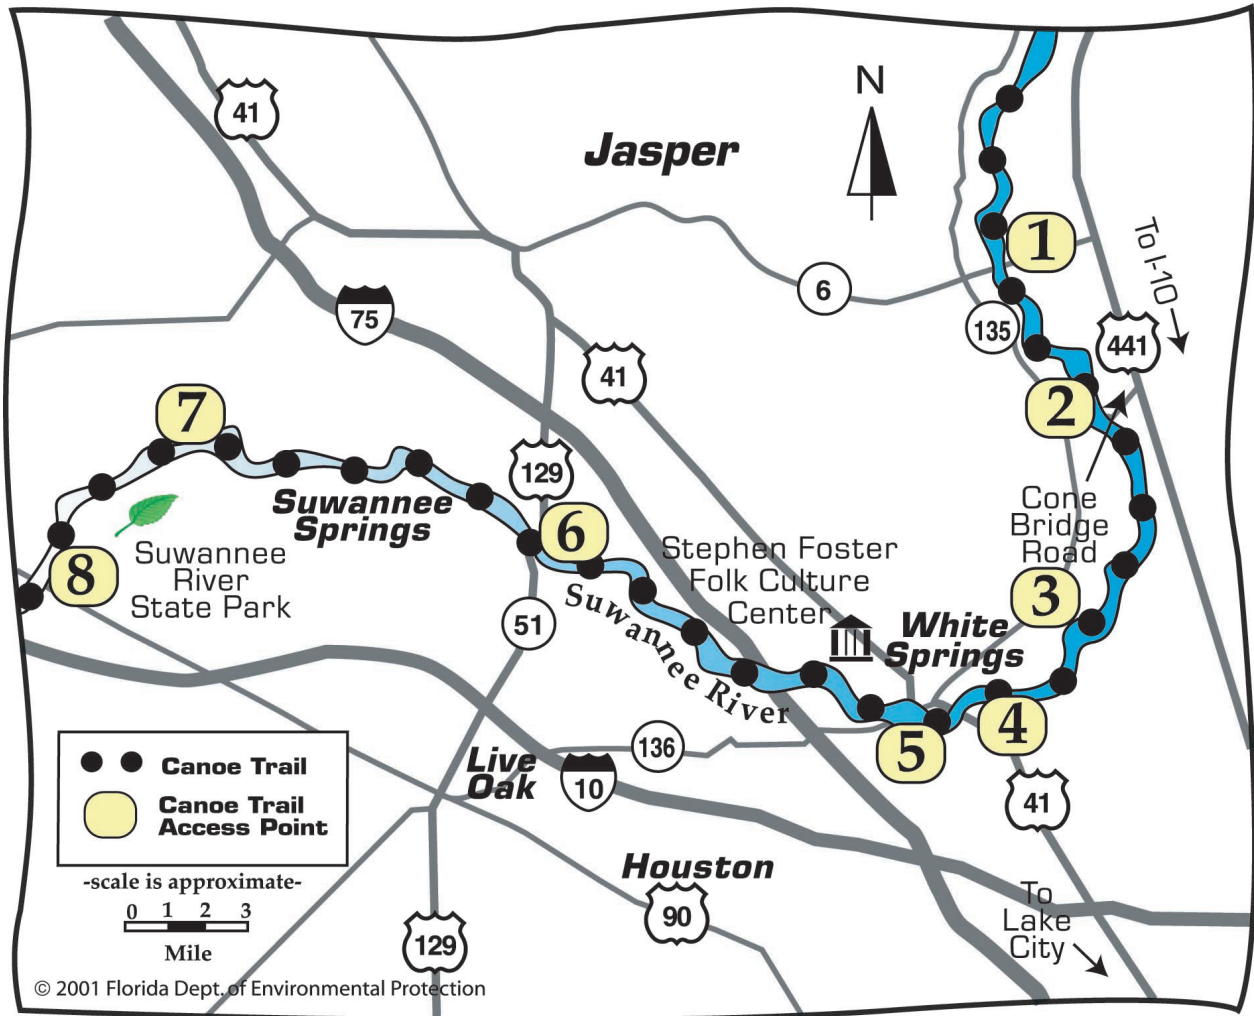 41
N
Jasper
1
To I-10
6
135
441
75
41
2
7
129
Suwannee
Springs
6
Cone
Bridge
Road
Stephen Foster
Folk Culture
Center
8
Suwannee
River
State Park
3
51
Suwannee River
White
Springs
4
5
136
Live
Oak
10
41
Canoe Trail
Canoe Trail
Access Point
-scale is approximate-
0 1 2 3
Mile
Houston
90
129
To
Lake
City
© 2001 Florida Dept. of Environmental Protection